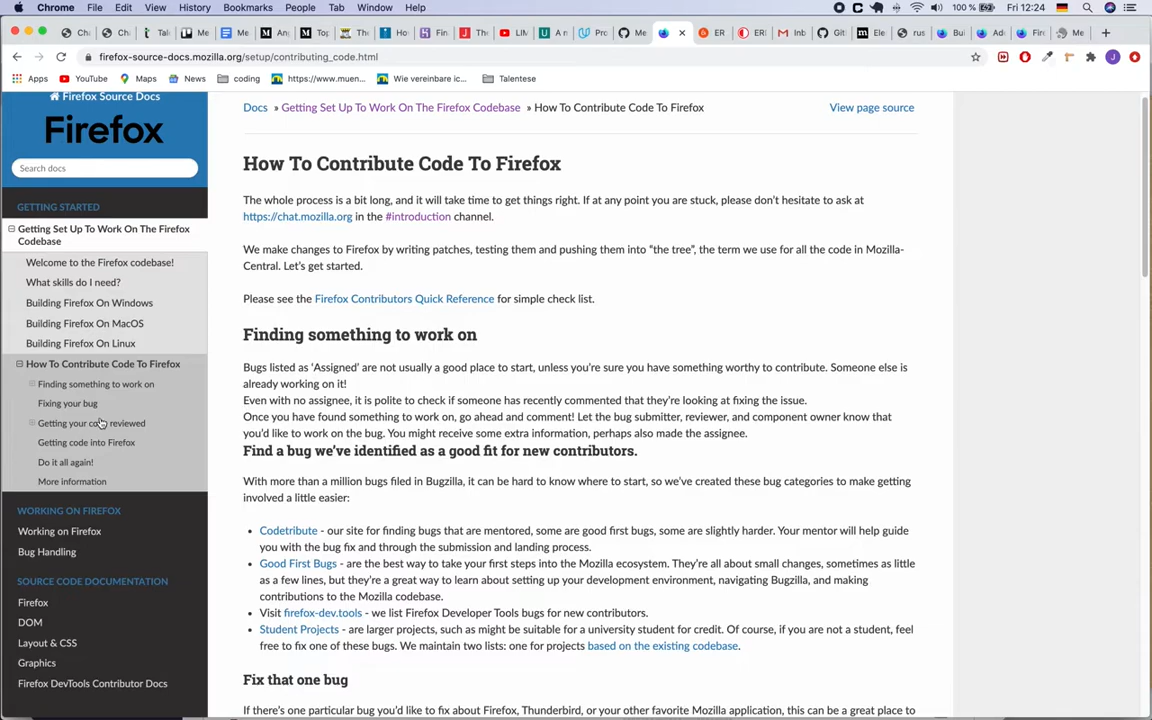 Chrome File Edit View History Bookmarks People Tab Window Help 100 % Fri 12:24
Ch Ch Tal Me Me Ang Top The Ho Fin The LIM A n Pro Me ER ERI Inb Git Ele rus Bui Ad Fire Me
firefox-source-docs.mozilla.org/setup/contributing_code.html
Apps YouTube Maps News coding https://www.muen... Wie vereinbare ic... Talentese
Firefox Source Docs
Firefox
Search docs
GETTING STARTED
Getting Set Up To Work On The Firefox
Codebase
Welcome to the Firefox codebase!
What skills do I need?
Building Firefox On Windows
Building Firefox On MacOS
Building Firefox On Linux
How To Contribute Code To Firefox
Finding something to work on
Fixing your bug
Getting your code reviewed
Getting code into Firefox
Do it all again!
More information
WORKING ON FIREFOX
Working on Firefox
Bug Handling
SOURCE CODE DOCUMENTATION
Firefox
DOM
Layout & CSS
Graphics
Firefox DevTools Contributor Docs
Docs » Getting Set Up To Work On The Firefox Codebase » How To Contribute Code To Firefox View page source
How To Contribute Code To Firefox
The whole process is a bit long, and it will take time to get things right. If at any point you are stuck, please don't hesitate to ask at
https://chat.mozilla.org in the #introduction channel.
We make changes to Firefox by writing patches, testing them and pushing them into "the tree", the term we use for all the code in Mozilla-
Central. Let's get started.
Please see the Firefox Contributors Quick Reference for simple check list.
Finding something to work on
Bugs listed as 'Assigned' are not usually a good place to start, unless you're sure you have something worthy to contribute. Someone else is
already working on it!
Even with no assignee, it is polite to check if someone has recently commented that they're looking at fixing the issue.
Once you have found something to work on, go ahead and comment! Let the bug submitter, reviewer, and component owner know that
you'd like to work on the bug. You might receive some extra information, perhaps also made the assignee.
Find a bug we've identified as a good fit for new contributors.
With more than a million bugs filed in Bugzilla, it can be hard to know where to start, so we've created these bug categories to make getting
involved a little easier:
• Codetribute - our site for finding bugs that are mentored, some are good first bugs, some are slightly harder. Your mentor will help guide
you with the bug fix and through the submission and landing process.
• Good First Bugs - are the best way to take your first steps into the Mozilla ecosystem. They're all about small changes, sometimes as little
as a few lines, but they're a great way to learn about setting up your development environment, navigating Bugzilla, and making
contributions to the Mozilla codebase.
• Visit firefox-dev.tools - we list Firefox Developer Tools bugs for new contributors.
• Student Projects - are larger projects, such as might be suitable for a university student for credit. Of course, if you are not a student, feel
free to fix one of these bugs. We maintain two lists: one for projects based on the existing codebase.
Fix that one bug
If there's one particular bug you'd like to fix about Firefox, Thunderbird, or your other favorite Mozilla application, this can be a great place to